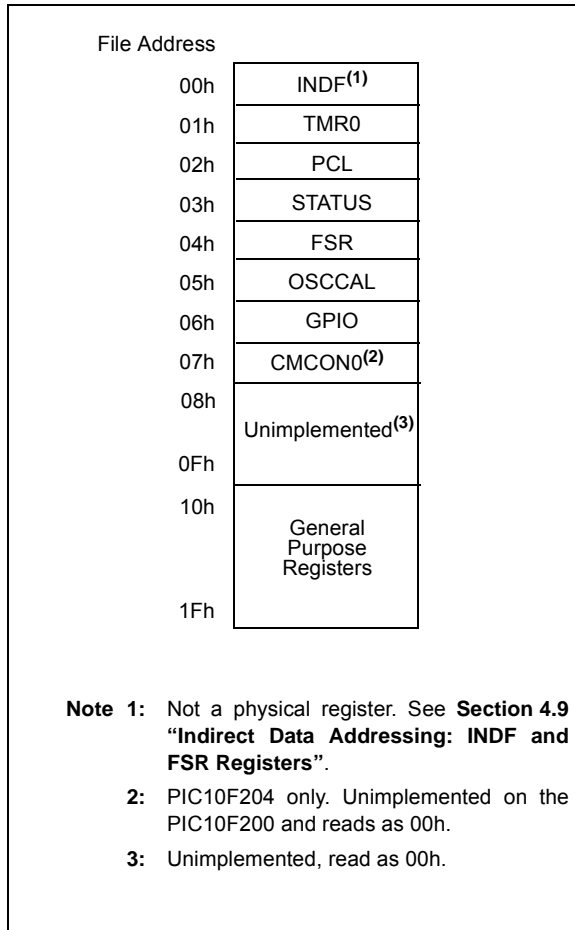 File Address
00h INDF(1)
01h TMR0
02h PCL
03h STATUS
04h FSR
05h OSCCAL
06h GPIO
07h CMCON0(2)
08h
Unimplemented(3)
0Fh
10h
General
Purpose
Registers
1Fh
Note 1: Not a physical register. See Section 4.9
“Indirect Data Addressing: INDF and
FSR Registers”.
2: PIC10F204 only. Unimplemented on the
PIC10F200 and reads as 00h.
3: Unimplemented, read as 00h.